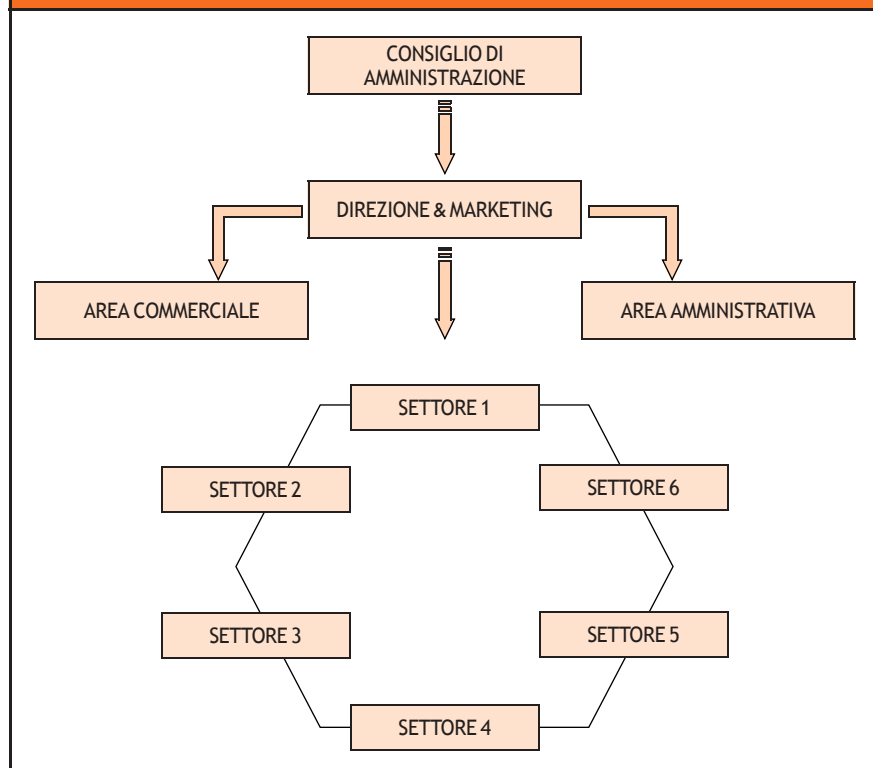 CONSIGLIO DI
AMMINISTRAZIONE
DIREZIONE & MARKETING
AREA COMMERCIALE
AREA AMMINISTRATIVA
SETTORE 1
SETTORE 2
SETTORE 6
SETTORE 3
SETTORE 5
SETTORE 4